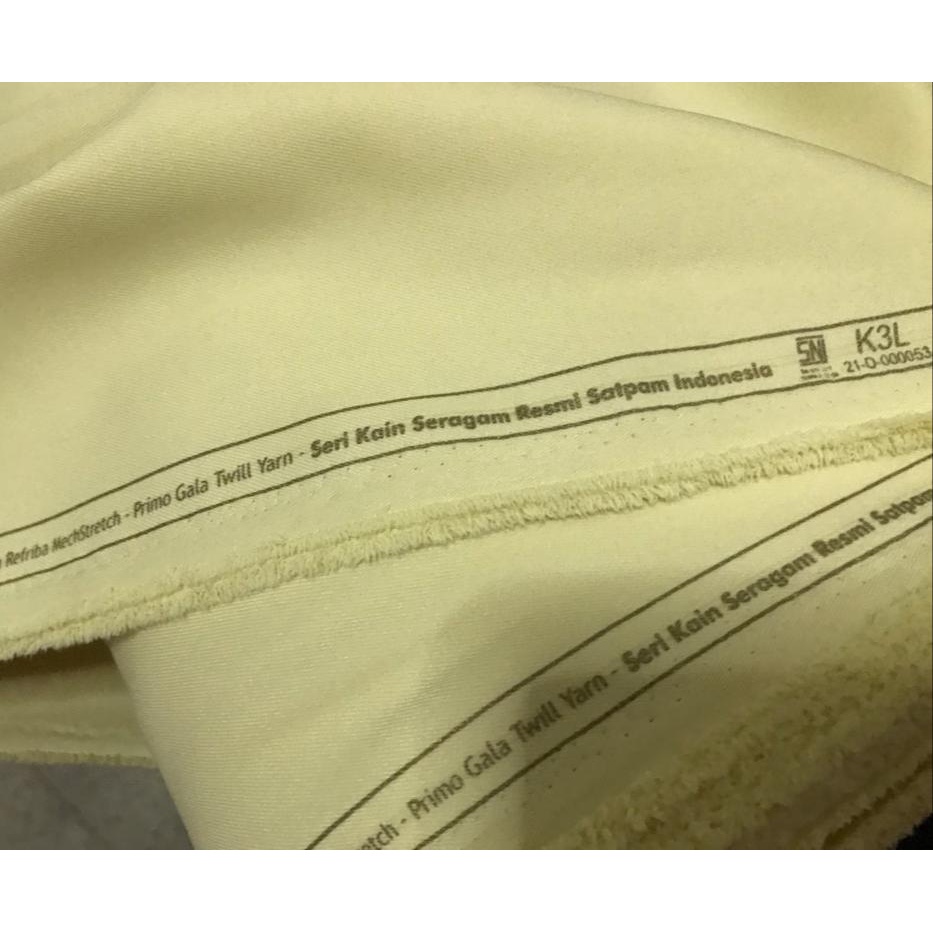 Refriba MechStretch - Primo Gala Twill Yarn - Seri Kain Seragam Resmi Satpam Indonesia
SNI
K3L
21-D-000053
Primo Gala Twill Yarn - Seri Kain Seragam Resmi Satpam